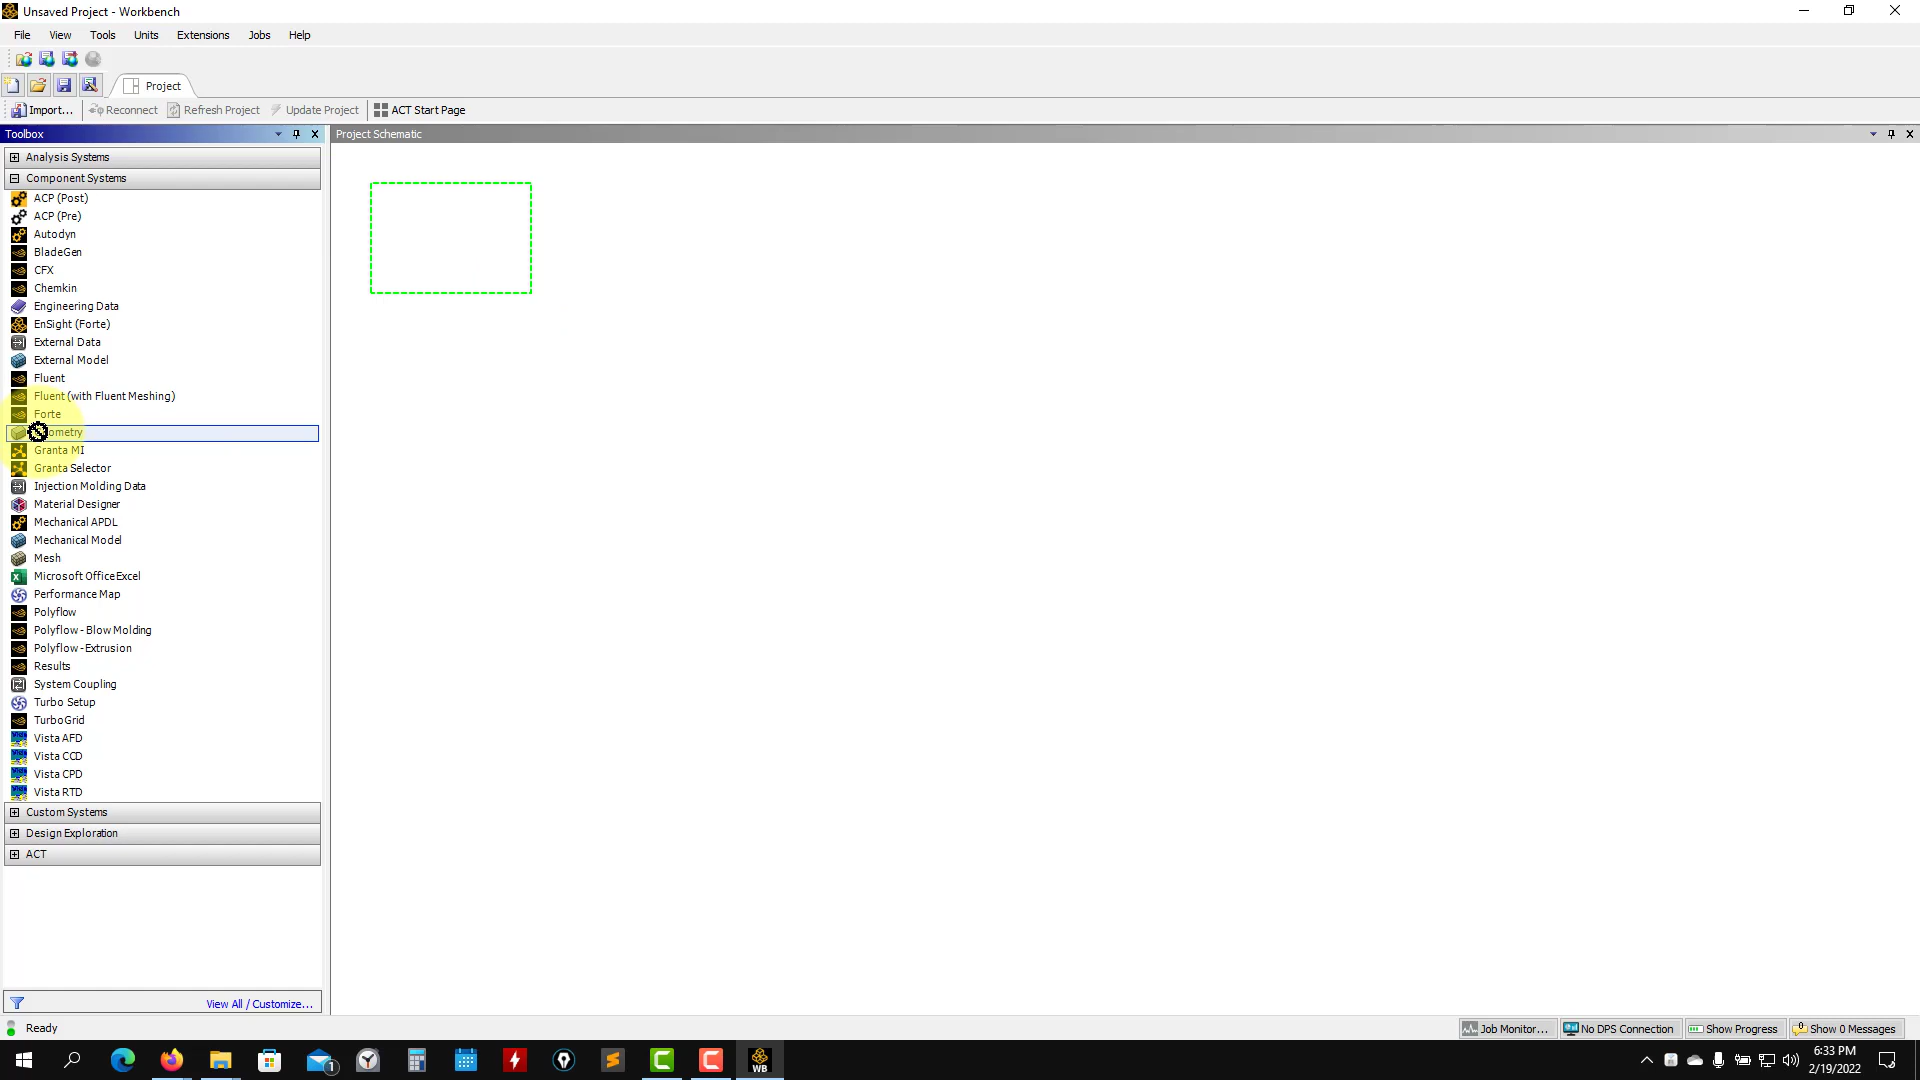 Unsaved Project - Workbench
File View Tools Units Extensions Jobs Help
Project
Import... Reconnect Refresh Project Update Project ACT Start Page
Toolbox
Project Schematic
Analysis Systems
Component Systems
ACP (Post)
ACP (Pre)
Autodyn
BladeGen
CFX
Chemkin
Engineering Data
EnSight (Forte)
External Data
External Model
Fluent
Fluent (with Fluent Meshing)
Forte
Granta MI
Granta Selector
Injection Molding Data
Material Designer
Mechanical APDL
Mechanical Model
Mesh
Microsoft Office Excel
Performance Map
Polyflow
Polyflow - Blow Molding
Polyflow - Extrusion
Results
System Coupling
Turbo Setup
TurboGrid
Vista AFD
Vista CCD
Vista CPD
Vista RTD
Custom Systems
Design Exploration
ACT
View All / Customize...
Ready
Job Monitor... No DPS Connection Show Progress 0 Show 0 Messages
1
WB
6:33 PM
2/19/2022